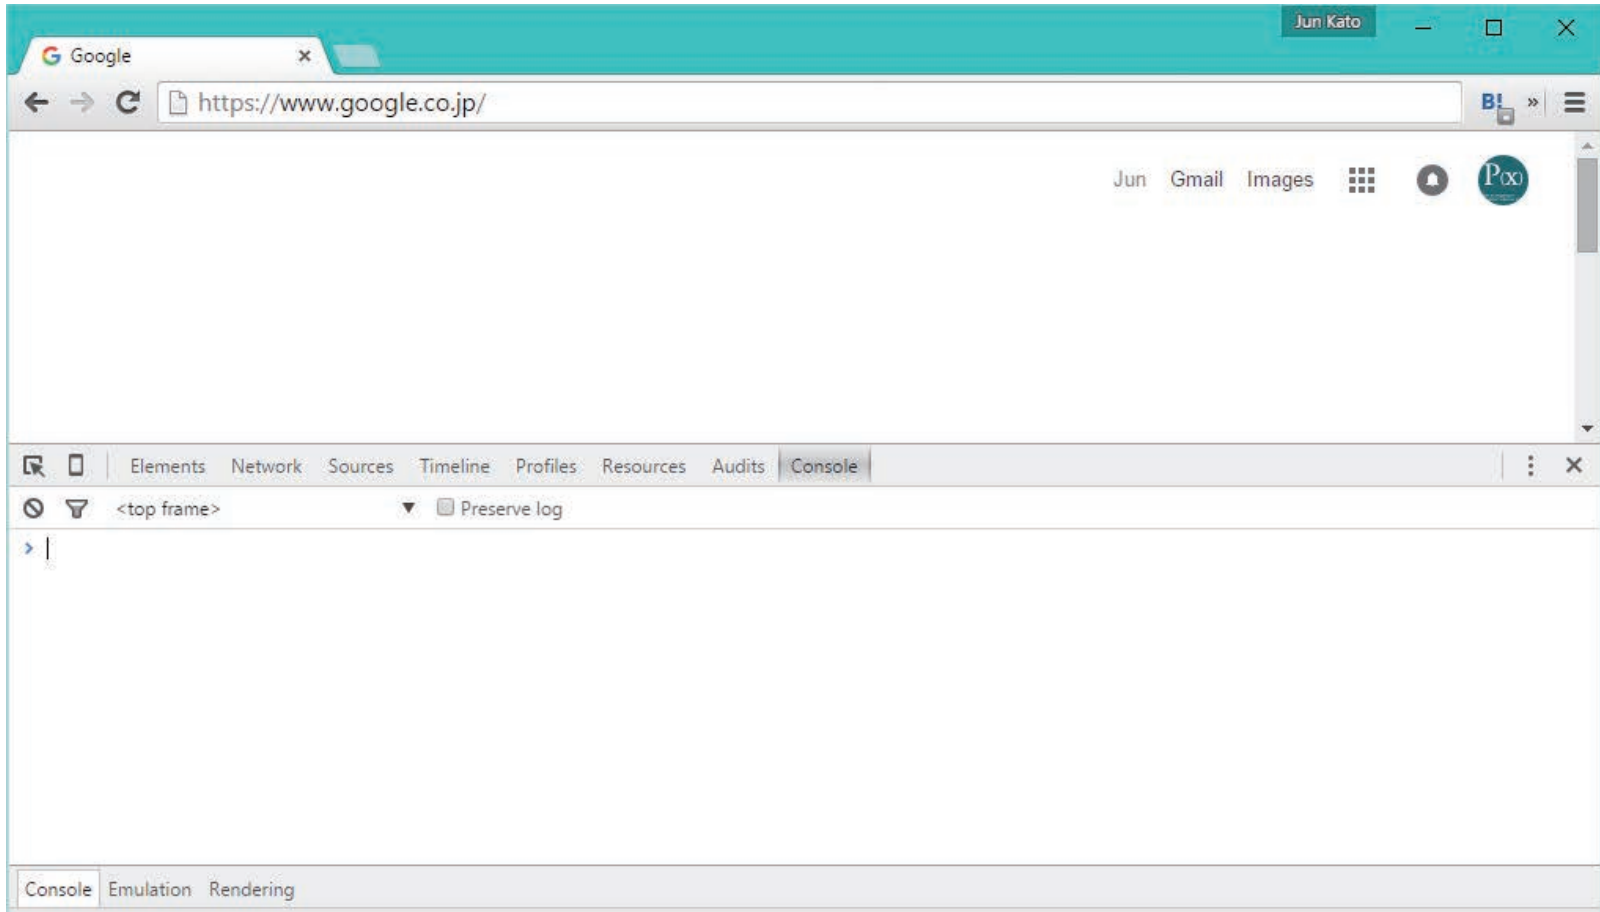 Jun Kato
Google
https://www.google.co.jp/
B!
»
Jun Gmail Images
P(x)
Elements Network Sources Timeline Profiles Resources Audits Console
<top frame> ▼ Preserve log
>
Console Emulation Rendering